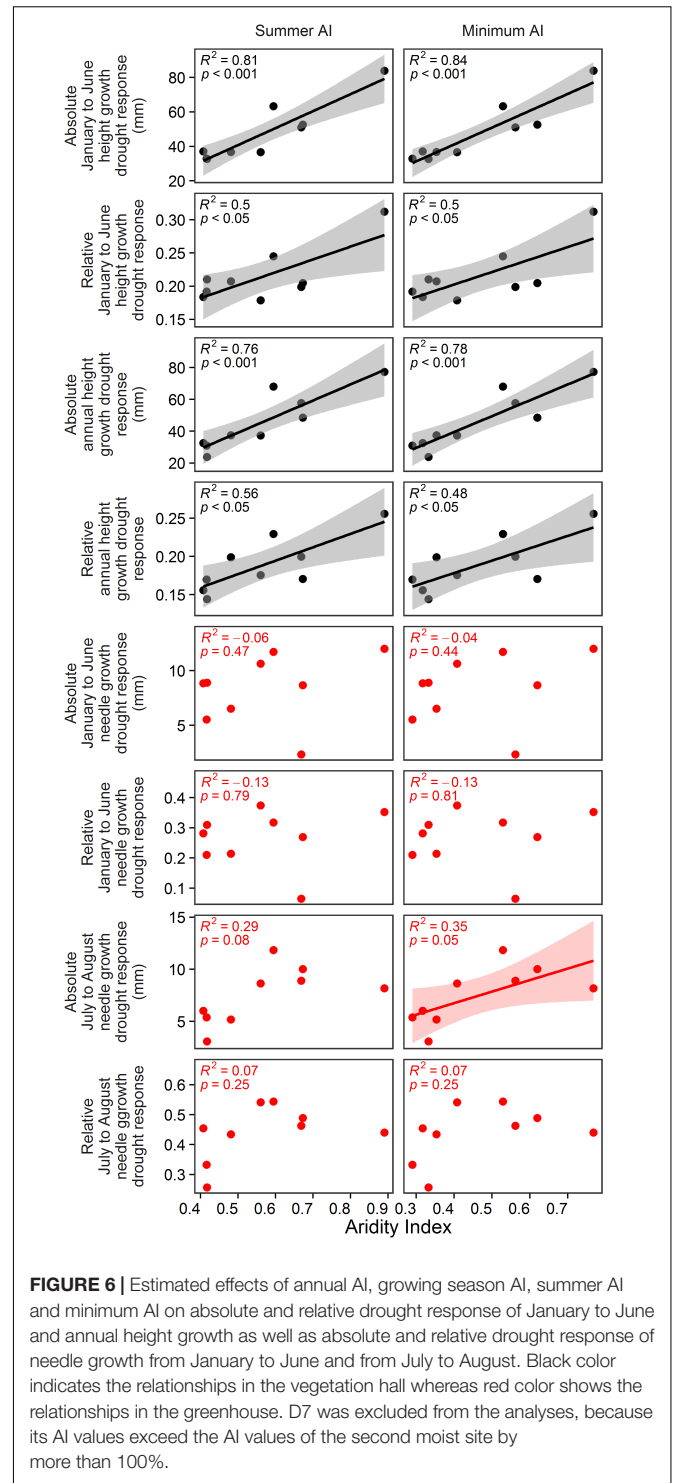 Summer AI
Minimum AI
Absolute
January to June
height growth
drought response
(mm)
80
60
40
20
R² = 0.81
p < 0.001
R² = 0.84
p < 0.001
Relative
January to June
height growth
drought response
0.30
0.25
0.20
0.15
R² = 0.5
p < 0.05
R² = 0.5
p < 0.05
Absolute
annual height
growth drought
response
(mm)
80
60
40
20
R² = 0.76
p < 0.001
R² = 0.78
p < 0.001
Relative
annual height
growth drought
response
0.25
0.20
0.15
R² = 0.56
p < 0.05
R² = 0.48
p < 0.05
Absolute
January to June
needle growth
drought response
(mm)
10
5
R² = −0.06
p = 0.47
R² = −0.04
p = 0.44
Relative
January to June
needle growth
drought response
0.4
0.3
0.2
0.1
R² = −0.13
p = 0.79
R² = −0.13
p = 0.81
Absolute
July to August
needle growth
drought response
(mm)
15
10
5
R² = 0.29
p = 0.08
R² = 0.35
p = 0.05
Relative
July to August
needle ggrowth
drought response
0.6
0.5
0.4
0.3
R² = 0.07
p = 0.25
R² = 0.07
p = 0.25
0.4 0.5 0.6 0.7 0.8 0.9 0.3 0.4 0.5 0.6 0.7
Aridity Index
FIGURE 6 | Estimated effects of annual AI, growing season AI, summer AI
and minimum AI on absolute and relative drought response of January to June
and annual height growth as well as absolute and relative drought response of
needle growth from January to June and from July to August. Black color
indicates the relationships in the vegetation hall whereas red color shows the
relationships in the greenhouse. D7 was excluded from the analyses, because
its AI values exceed the AI values of the second moist site by
more than 100%.